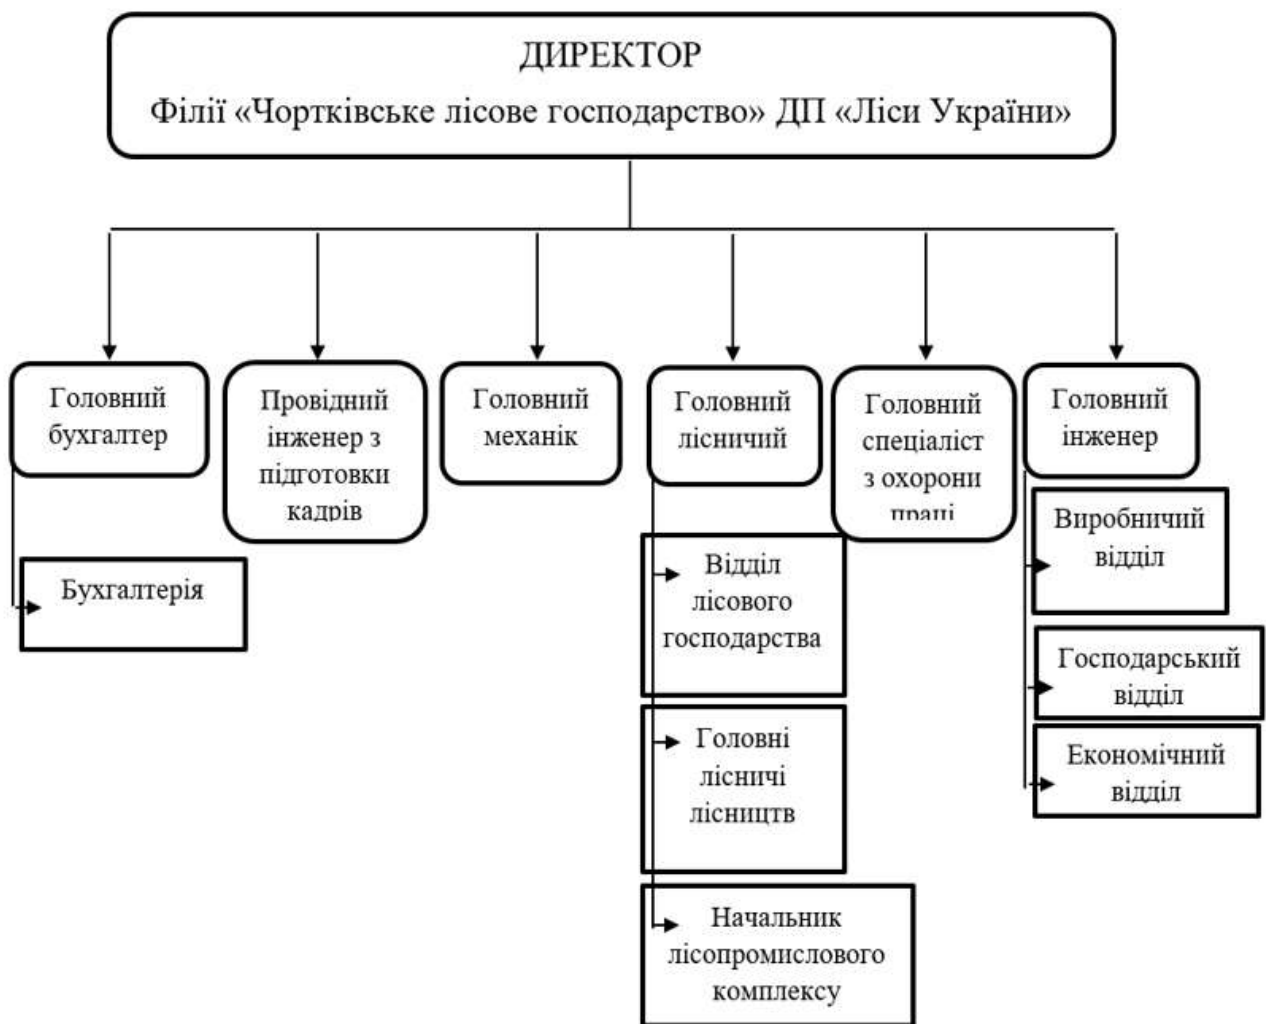 ДИРЕКТОР
Філії «Чортківське лісове господарство» ДП «Ліси України»
Головний
бухгалтер
Провідний
інженер з
підготовки
кадрів
Головний
механік
Головний
лісничий
Головний
спеціаліст
з охорони
праці
Головний
інженер
Бухгалтерія
Відділ
лісового
господарства
Головні
лісничі
лісництв
Начальник
лісопромислового
комплексу
Виробничий
відділ
Господарський
відділ
Економічний
відділ